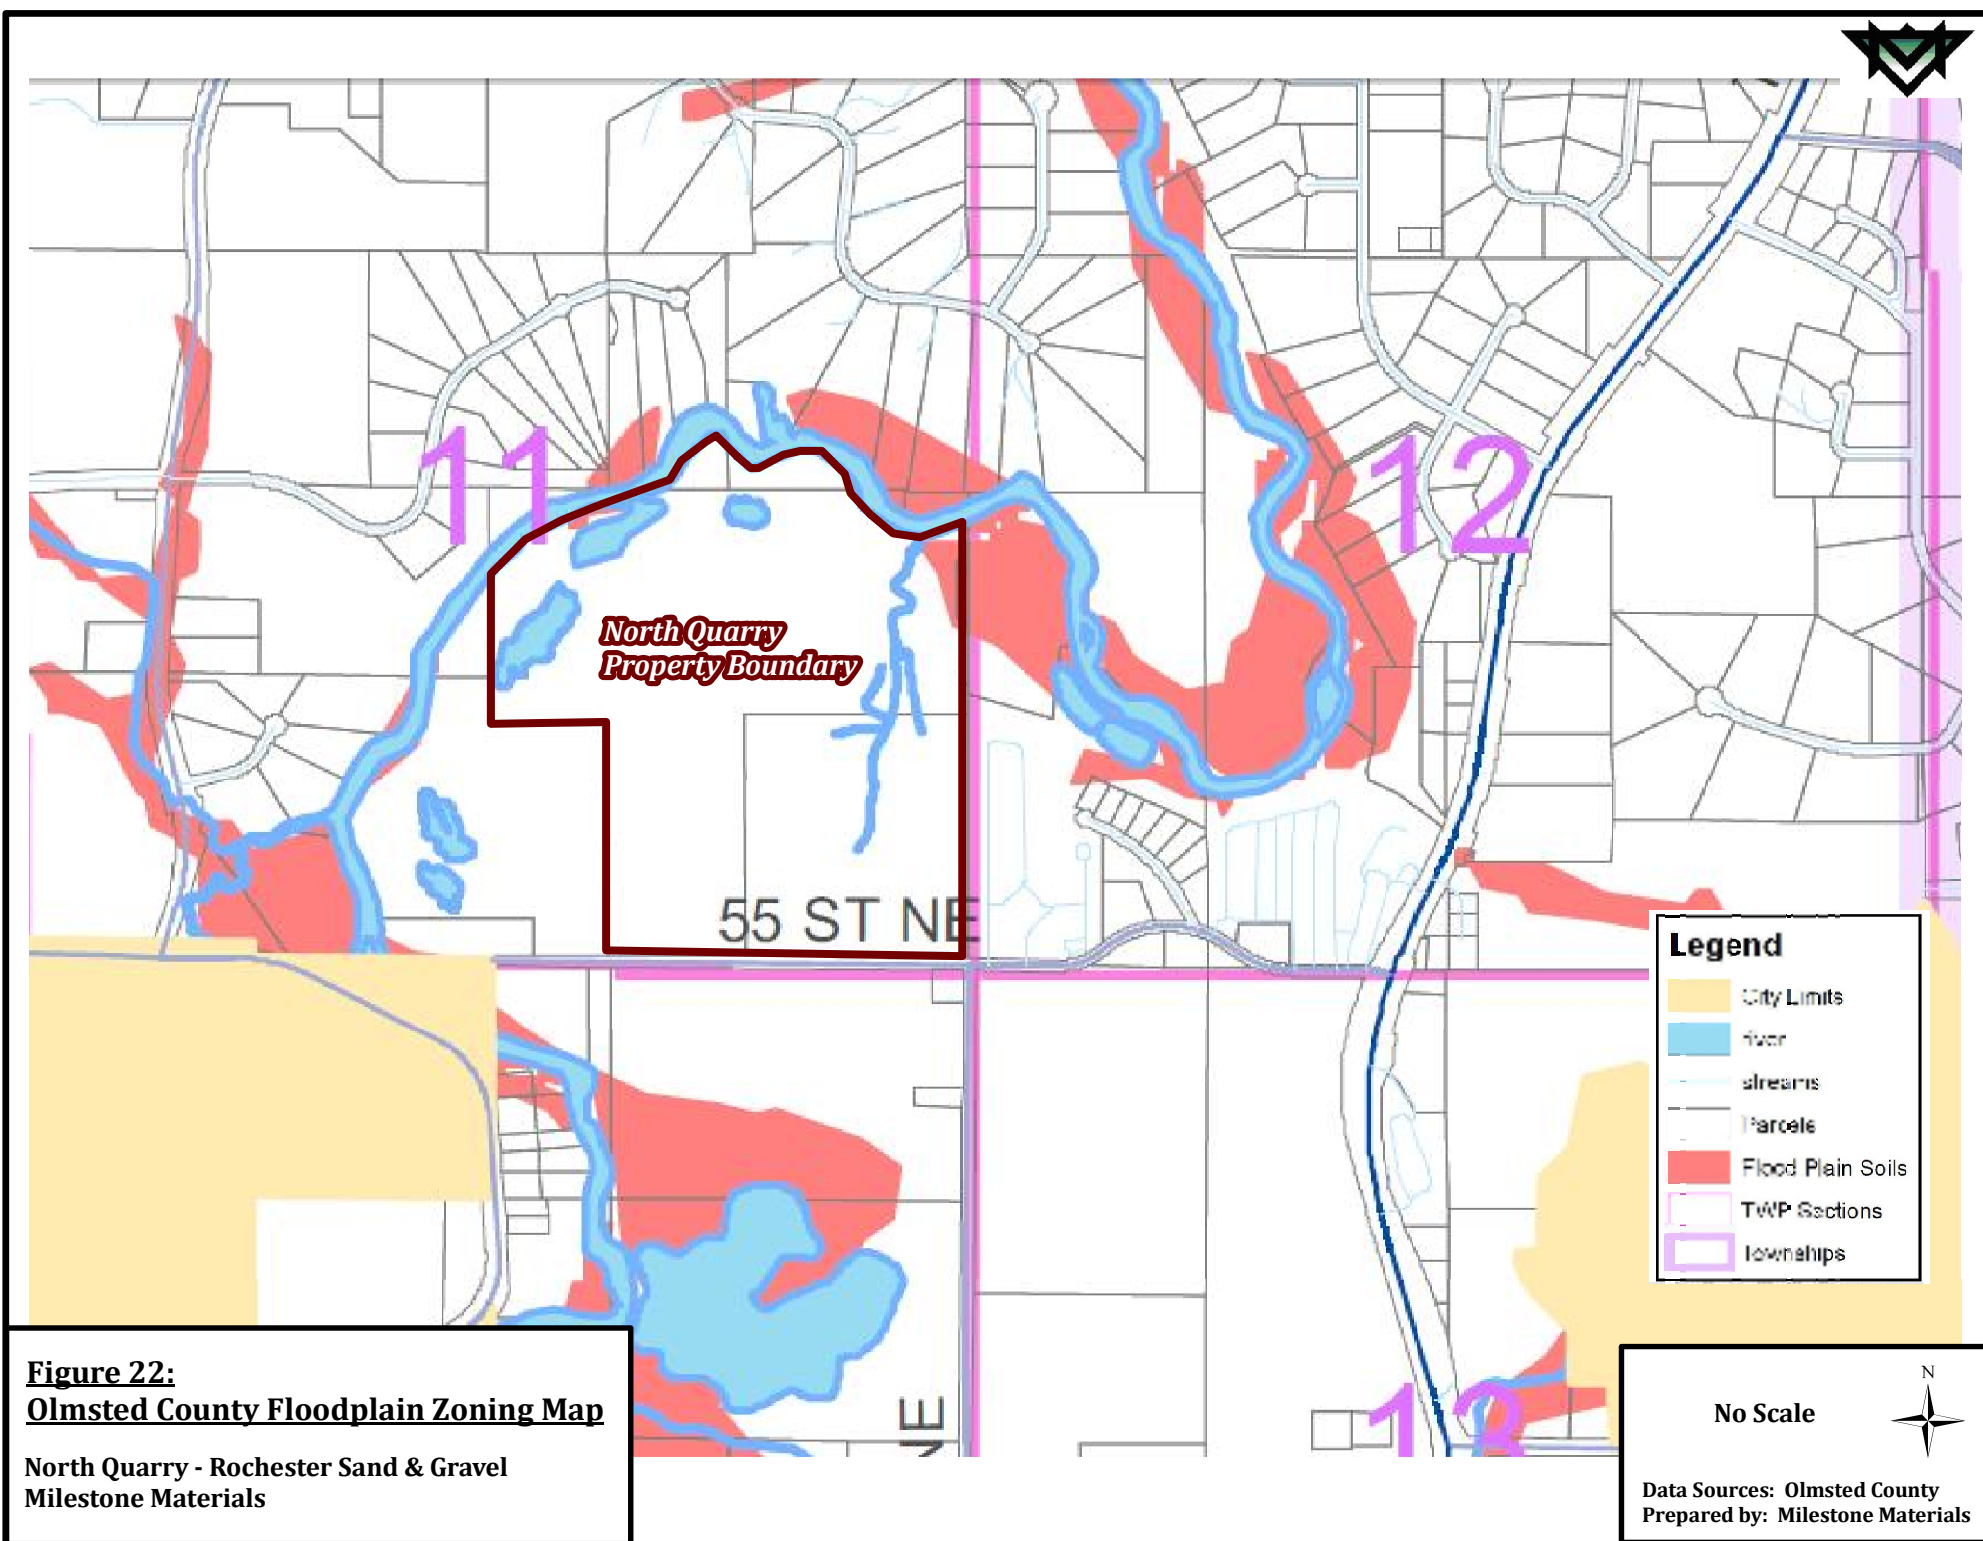 11
12
North Quarry
Property Boundary
55 ST NE
Legend
City Limits
river
streams
Parcels
Flood Plain Soils
TWP Sections
Townships
NE
13
Figure 22:
Olmsted County Floodplain Zoning Map
North Quarry - Rochester Sand & Gravel
Milestone Materials
No Scale
N
Data Sources: Olmsted County
Prepared by: Milestone Materials